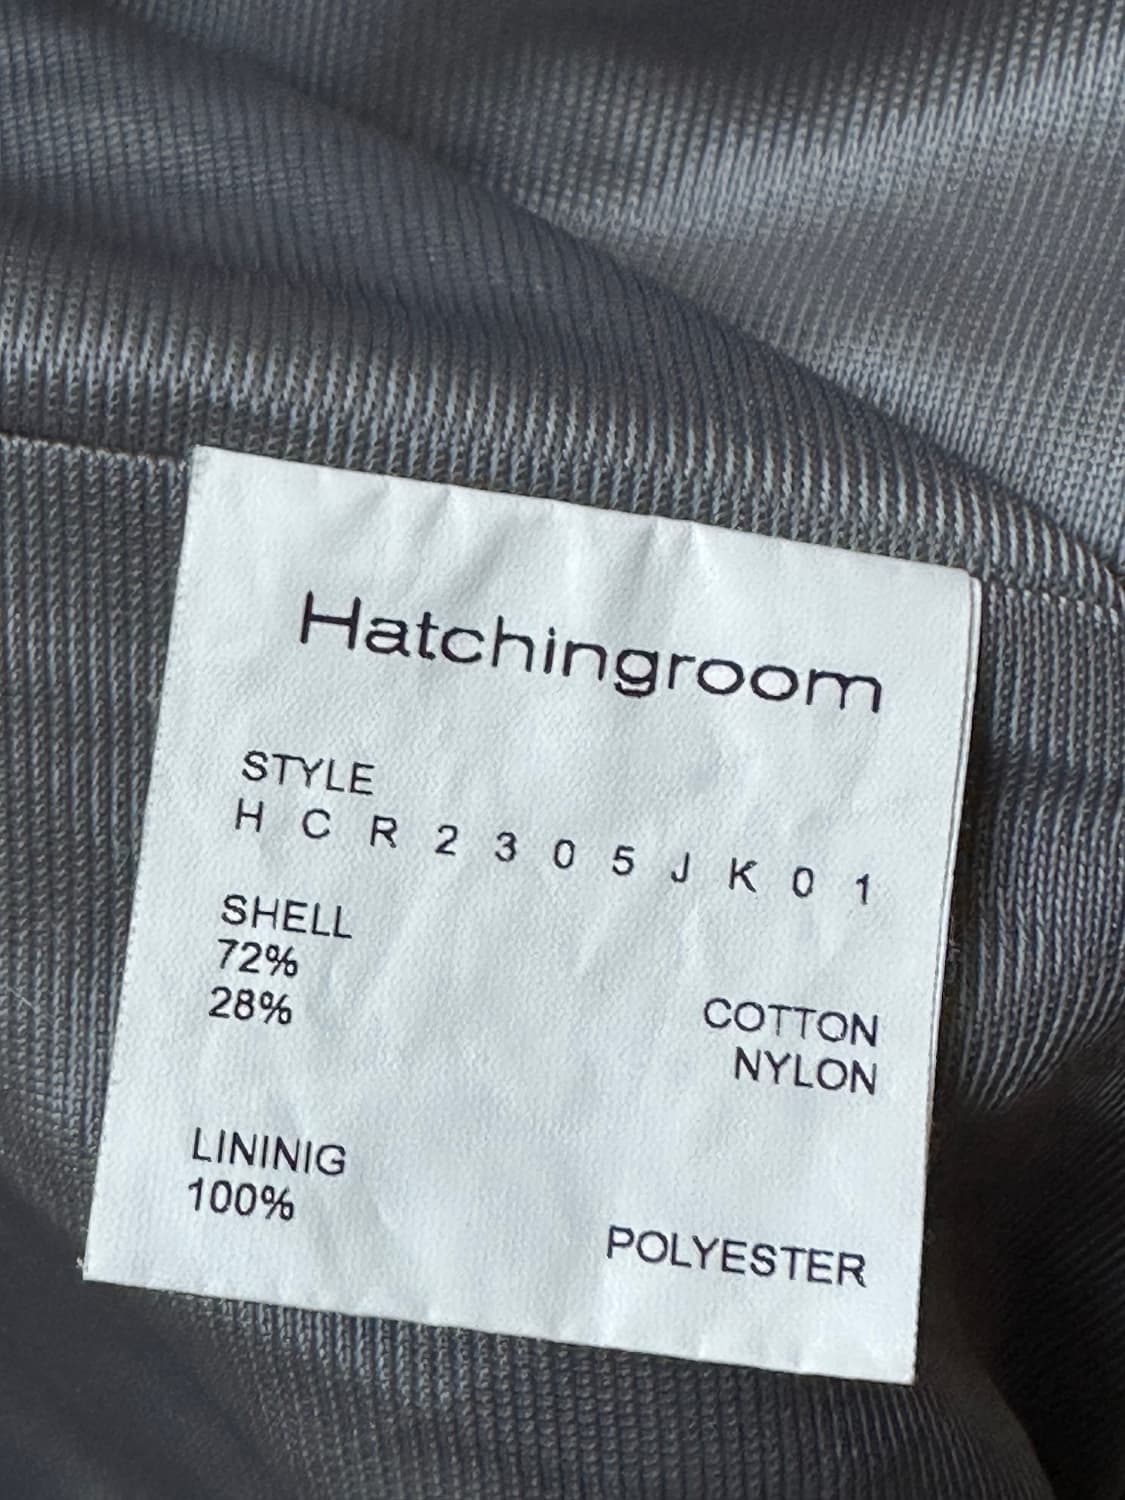 Hatchingroom
STYLE
H C R 2 3 0 5 J K 0 1
SHELL
72% COTTON
28% NYLON
LININIG
100% POLYESTER